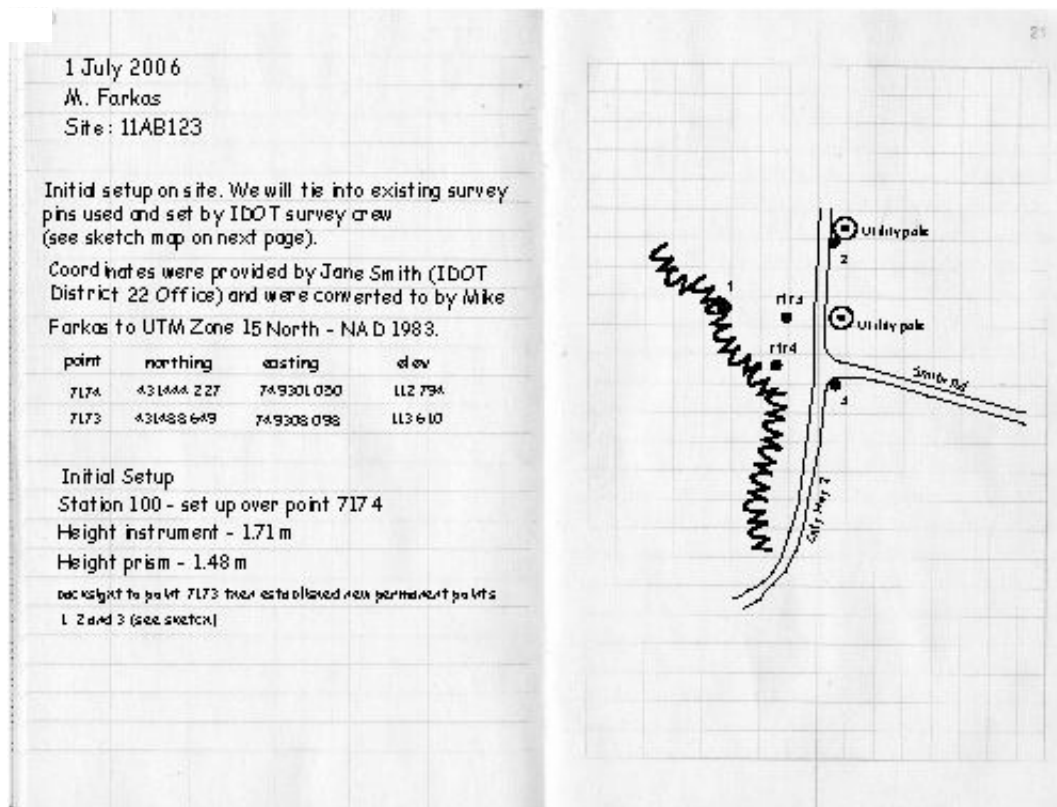 21
1 July 2006
M. Farkas
Site: 11AB123
Initial setup on site. We will tie into existing survey
pins used and set by IDOT survey crew
(see sketch map on next page).
Coordinates were provided by Jane Smith (IDOT
District 22 Office) and were converted to by Mike
Farkas to UTM Zone 15 North - NAD 1983.
point northing easting elev
7174 431444.227 749301.050 112.794
7173 431488.649 749308.098 113.610
Initial Setup
Station 100 - set up over point 7174
Height instrument - 1.71 m
Height prism - 1.48 m
backsight to point 7173 then established new permanent points
1 2 and 3 (see sketch)
Utility pole
2
1
7173
Utility pole
7174
Smith Rd
3
Hwy 2